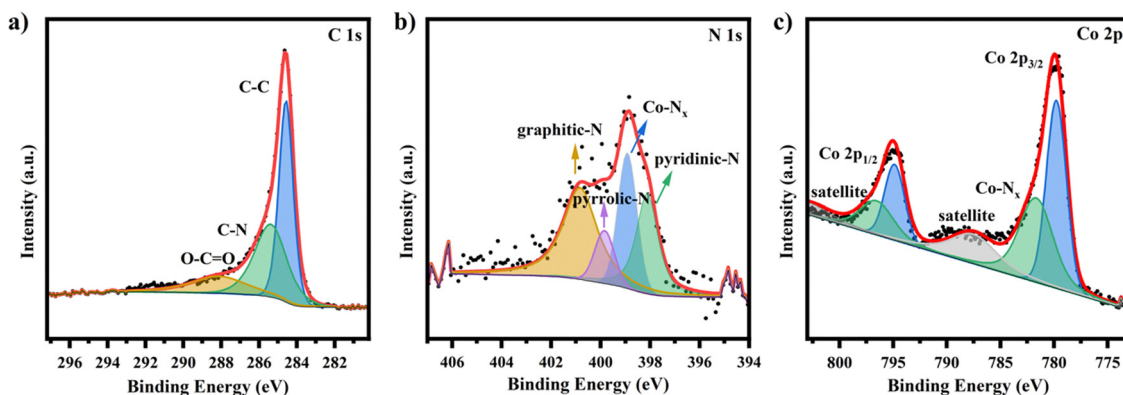 a)
C 1s
C-C
C-N
O-C=O
Intensity (a.u.)
296 294 292 290 288 286 284 282
Binding Energy (eV)
b)
N 1s
Co-Nₓ
graphitic-N
pyridinic-N
pyrrolic-N
Intensity (a.u.)
406 404 402 400 398 396 394
Binding Energy (eV)
c)
Co 2p
Co 2p₃/₂
Co 2p₁/₂
Co-Nₓ
satellite
satellite
Intensity (a.u.)
800 795 790 785 780 775
Binding Energy (eV)